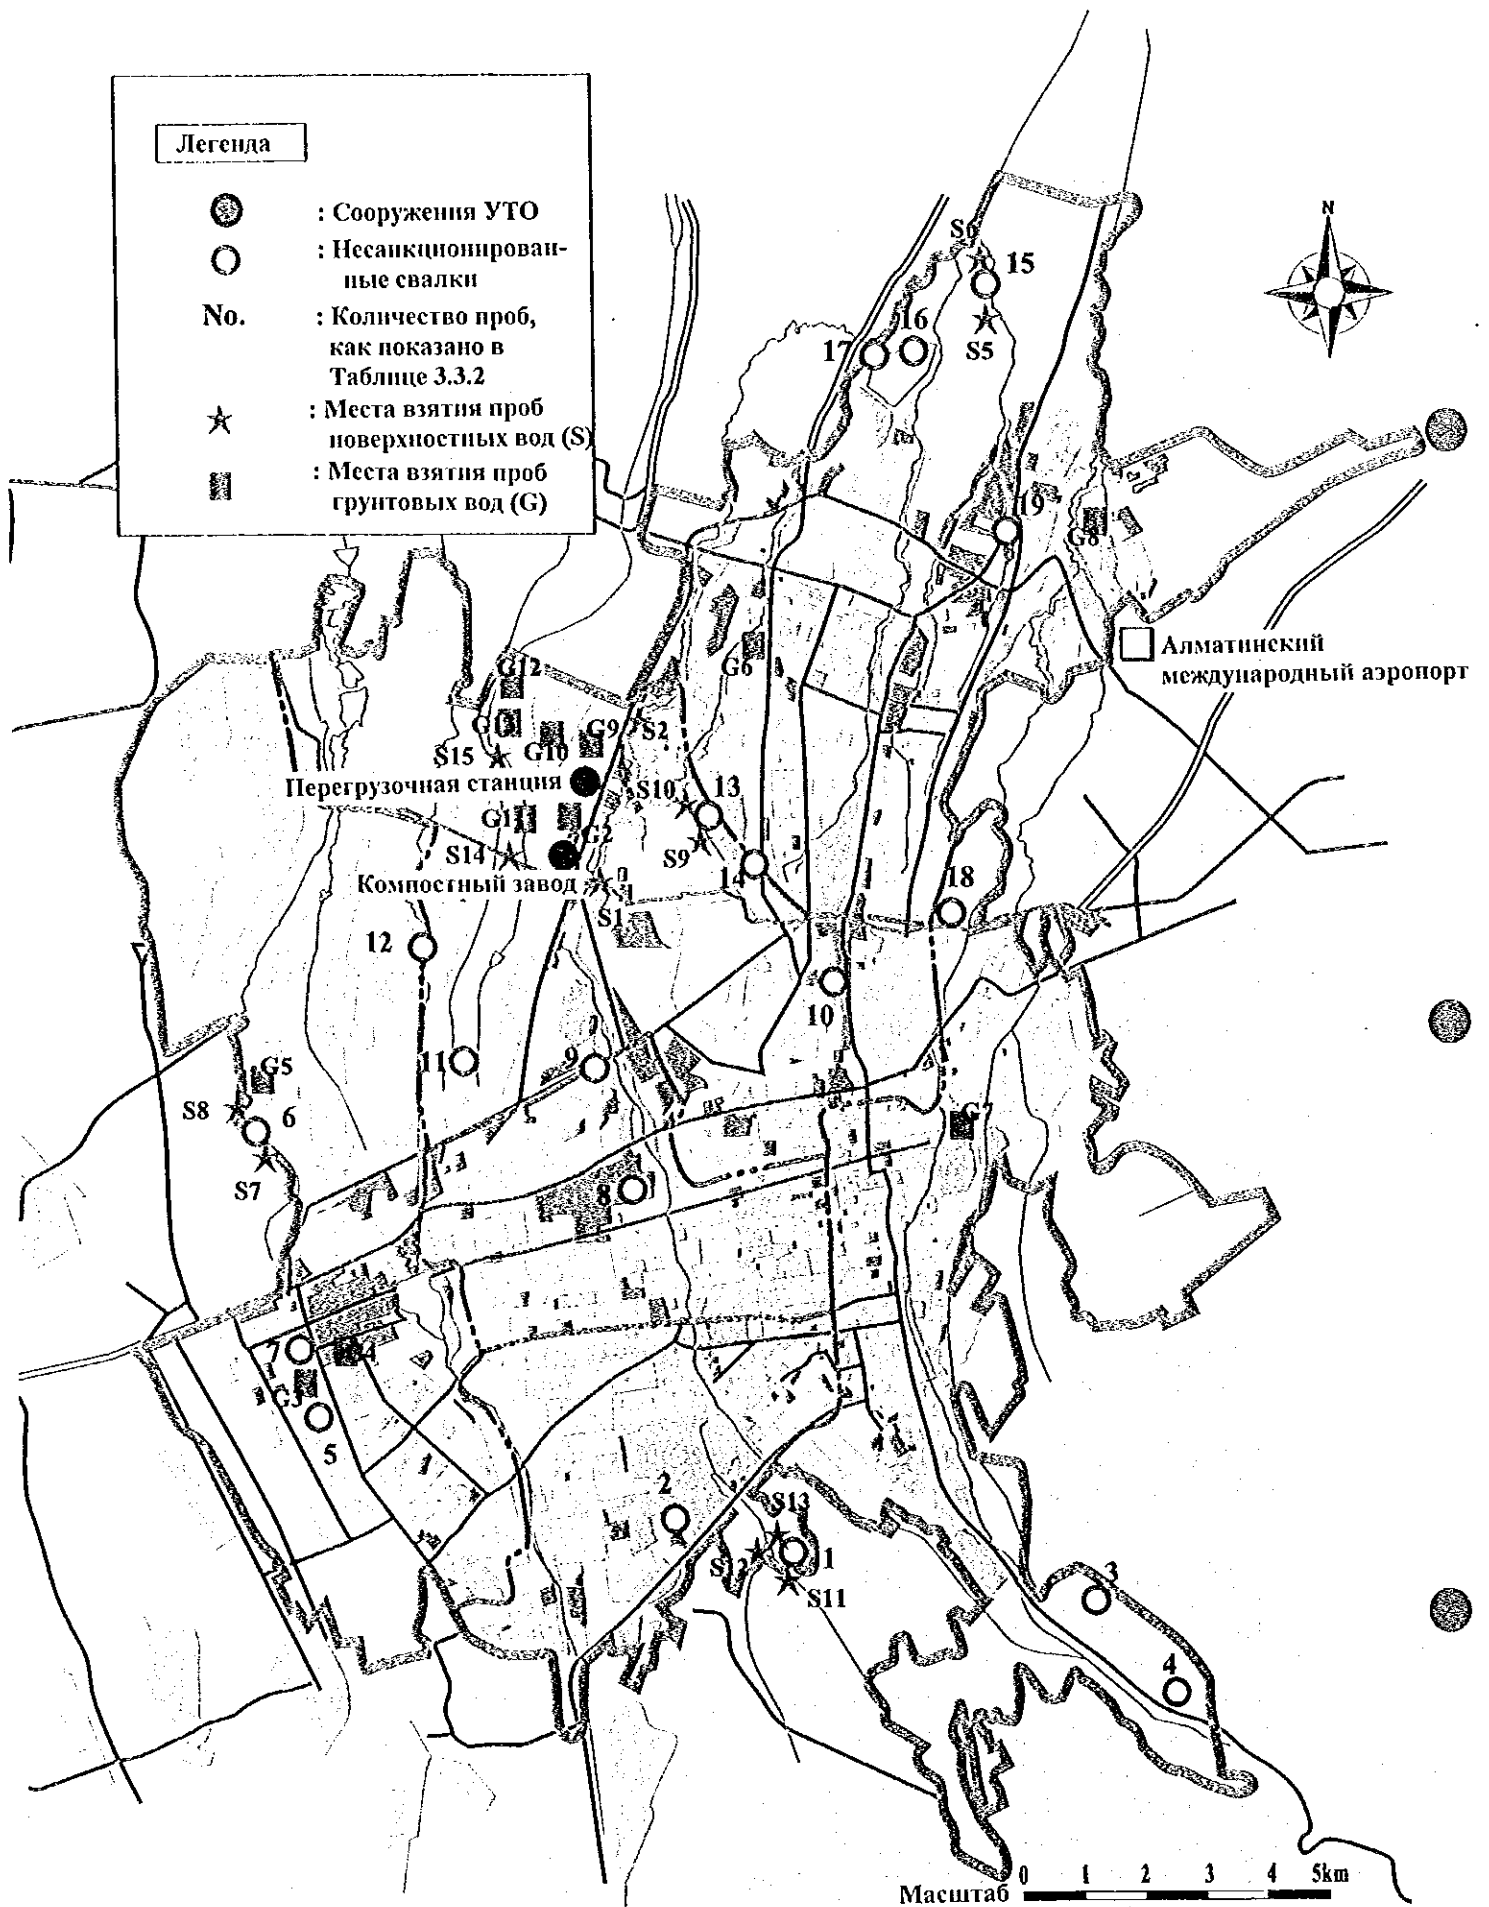 Легенда
: Сооружения УТО
: Несанкционирован-
ные свалки
No. : Количество проб,
как показано в
Таблице 3.3.2
: Места взятия проб
поверхностных вод (S)
: Места взятия проб
грунтовых вод (G)
N
S6
15
16
17
S5
19
G8
Алматинский
международный аэропорт
G6
G12
G13
G10
G9
S2
S15
Перегрузочная станция
S10
13
G11
G2
S14
S9
14
18
Компостный завод
S1
12
10
11
9
G5
S8
6
S7
G7
8
7
G4
G3
5
2
S13
S12
1
S11
3
4
Масштаб 0 1 2 3 4 5km